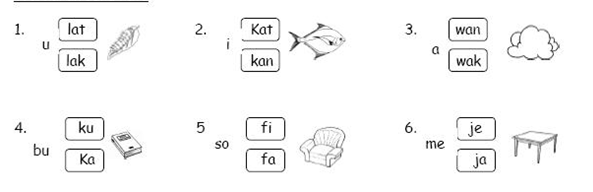 1. u lat lak
2. i Kat kan
3. a wan wak
4. bu ku Ka
5 so fi fa
6. me je ja